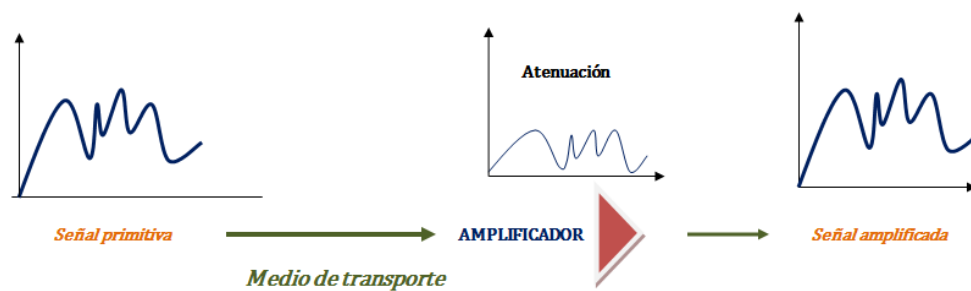 Atenuación
Señal primitiva
AMPLIFICADOR
Señal amplificada
Medio de transporte